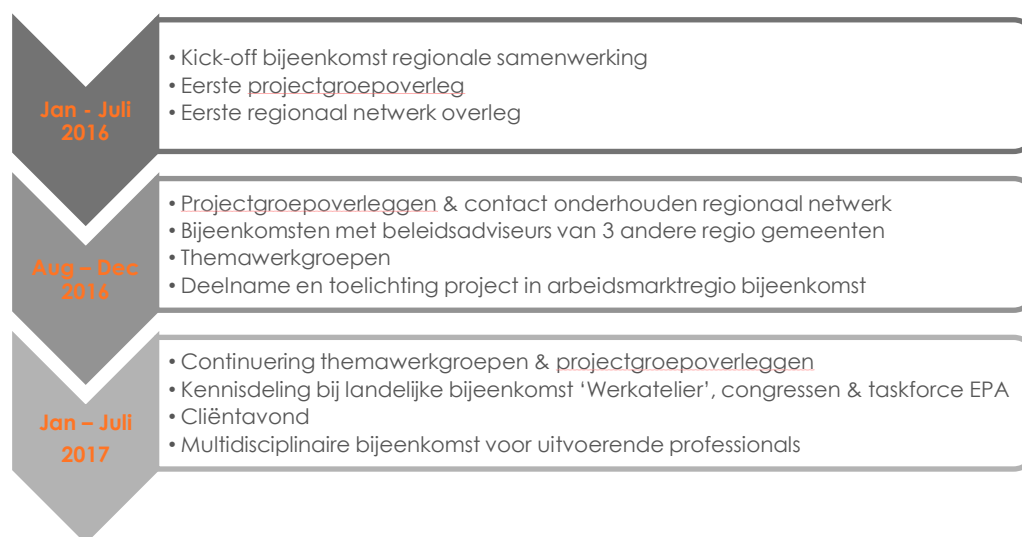 Jan - Juli
2016
• Kick-off bijeenkomst regionale samenwerking
• Eerste projectgroepoverleg
• Eerste regionaal netwerk overleg
Aug – Dec
2016
• Projectgroepoverleggen & contact onderhouden regionaal netwerk
• Bijeenkomsten met beleidsadviseurs van 3 andere regio gemeenten
• Themawerkgroepen
• Deelname en toelichting project in arbeidsmarktregio bijeenkomst
Jan – Juli
2017
• Continuering themawerkgroepen & projectgroepoverleggen
• Kennisdeling bij landelijke bijeenkomst ‘Werkatelier’, congressen & taskforce EPA
• Cliëntavond
• Multidisciplinaire bijeenkomst voor uitvoerende professionals